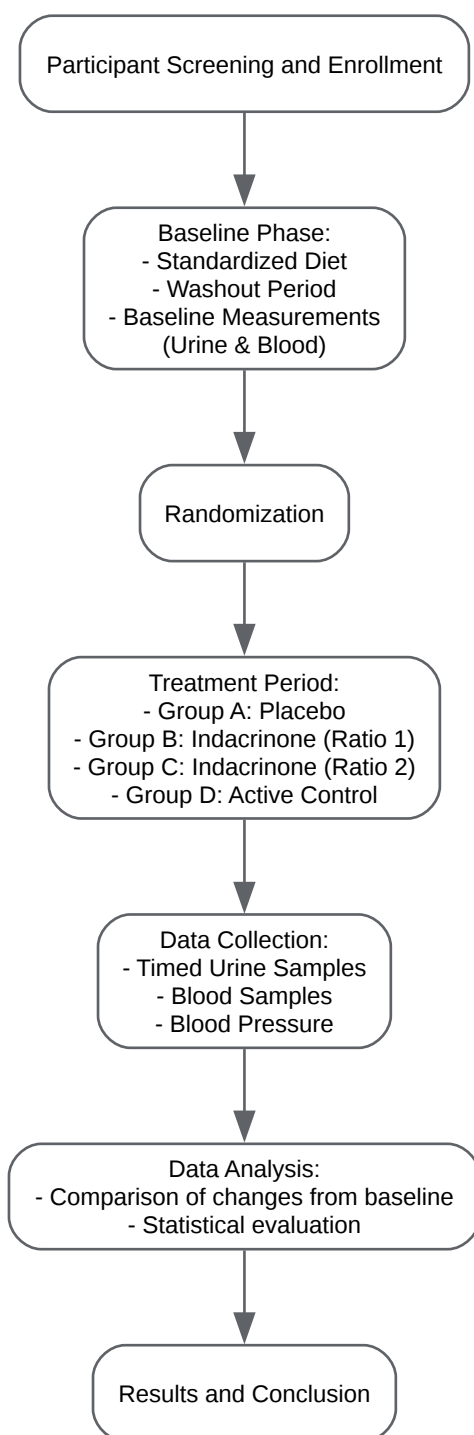 Participant Screening and Enrollment
Baseline Phase:
- Standardized Diet
- Washout Period
- Baseline Measurements
(Urine & Blood)
Randomization
Treatment Period:
- Group A: Placebo
- Group B: Indacrinone (Ratio 1)
- Group C: Indacrinone (Ratio 2)
- Group D: Active Control
Data Collection:
- Timed Urine Samples
- Blood Samples
- Blood Pressure
Data Analysis:
- Comparison of changes from baseline
- Statistical evaluation
Results and Conclusion